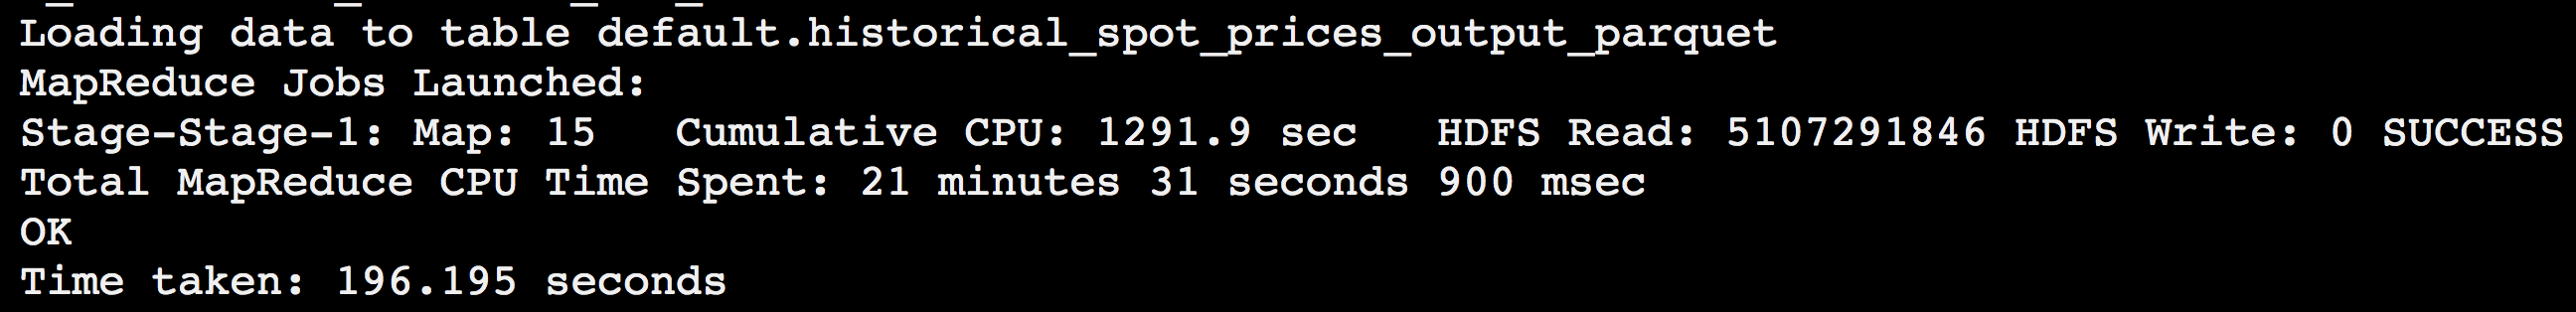 Loading data to table default.historical_spot_prices_output_parquet
MapReduce Jobs Launched:
Stage-Stage-1: Map: 15   Cumulative CPU: 1291.9 sec   HDFS Read: 5107291846 HDFS Write: 0 SUCCESS
Total MapReduce CPU Time Spent: 21 minutes 31 seconds 900 msec
OK
Time taken: 196.195 seconds